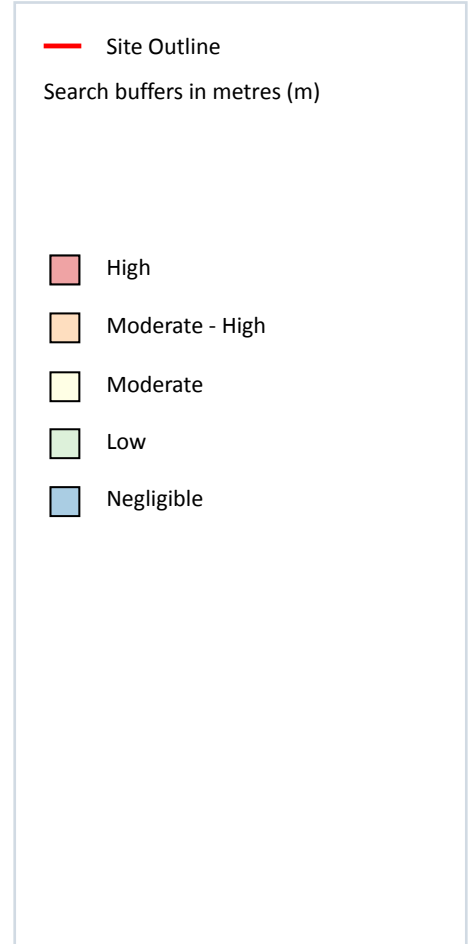 Site Outline
Search buffers in metres (m)
High
Moderate - High
Moderate
Low
Negligible